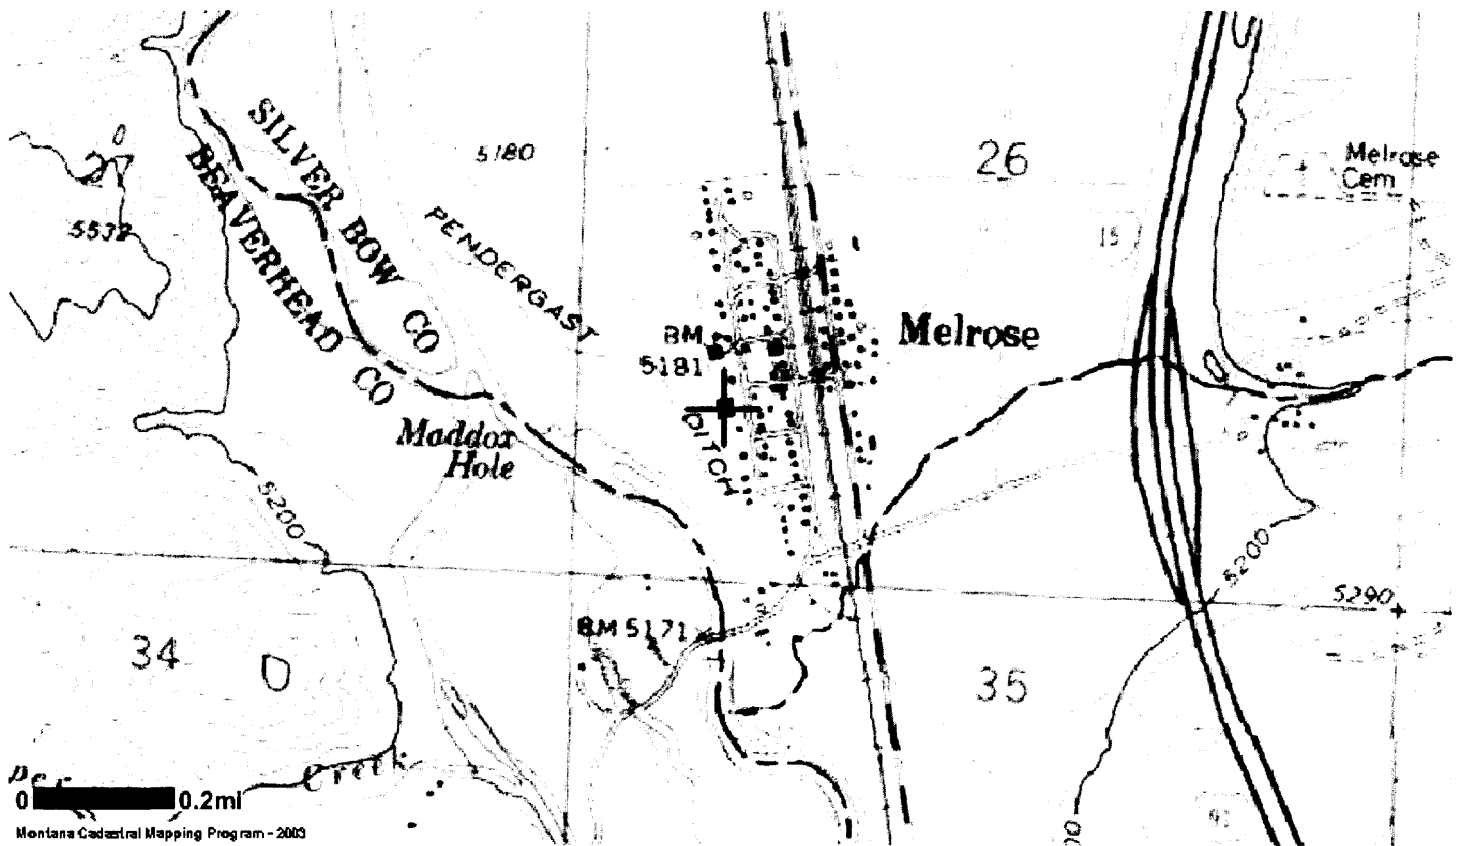 SILVER BOW CO
BEAVERHEAD CO
5180
26
Melrose
Cem
5532
PENDERGAST
15
BM
5181
Melrose
DITCH
Maddox
Hole
5200
5200
5290
34
BM 5171
35
Creek
0 0.2mi
Montana Cadastral Mapping Program - 2003